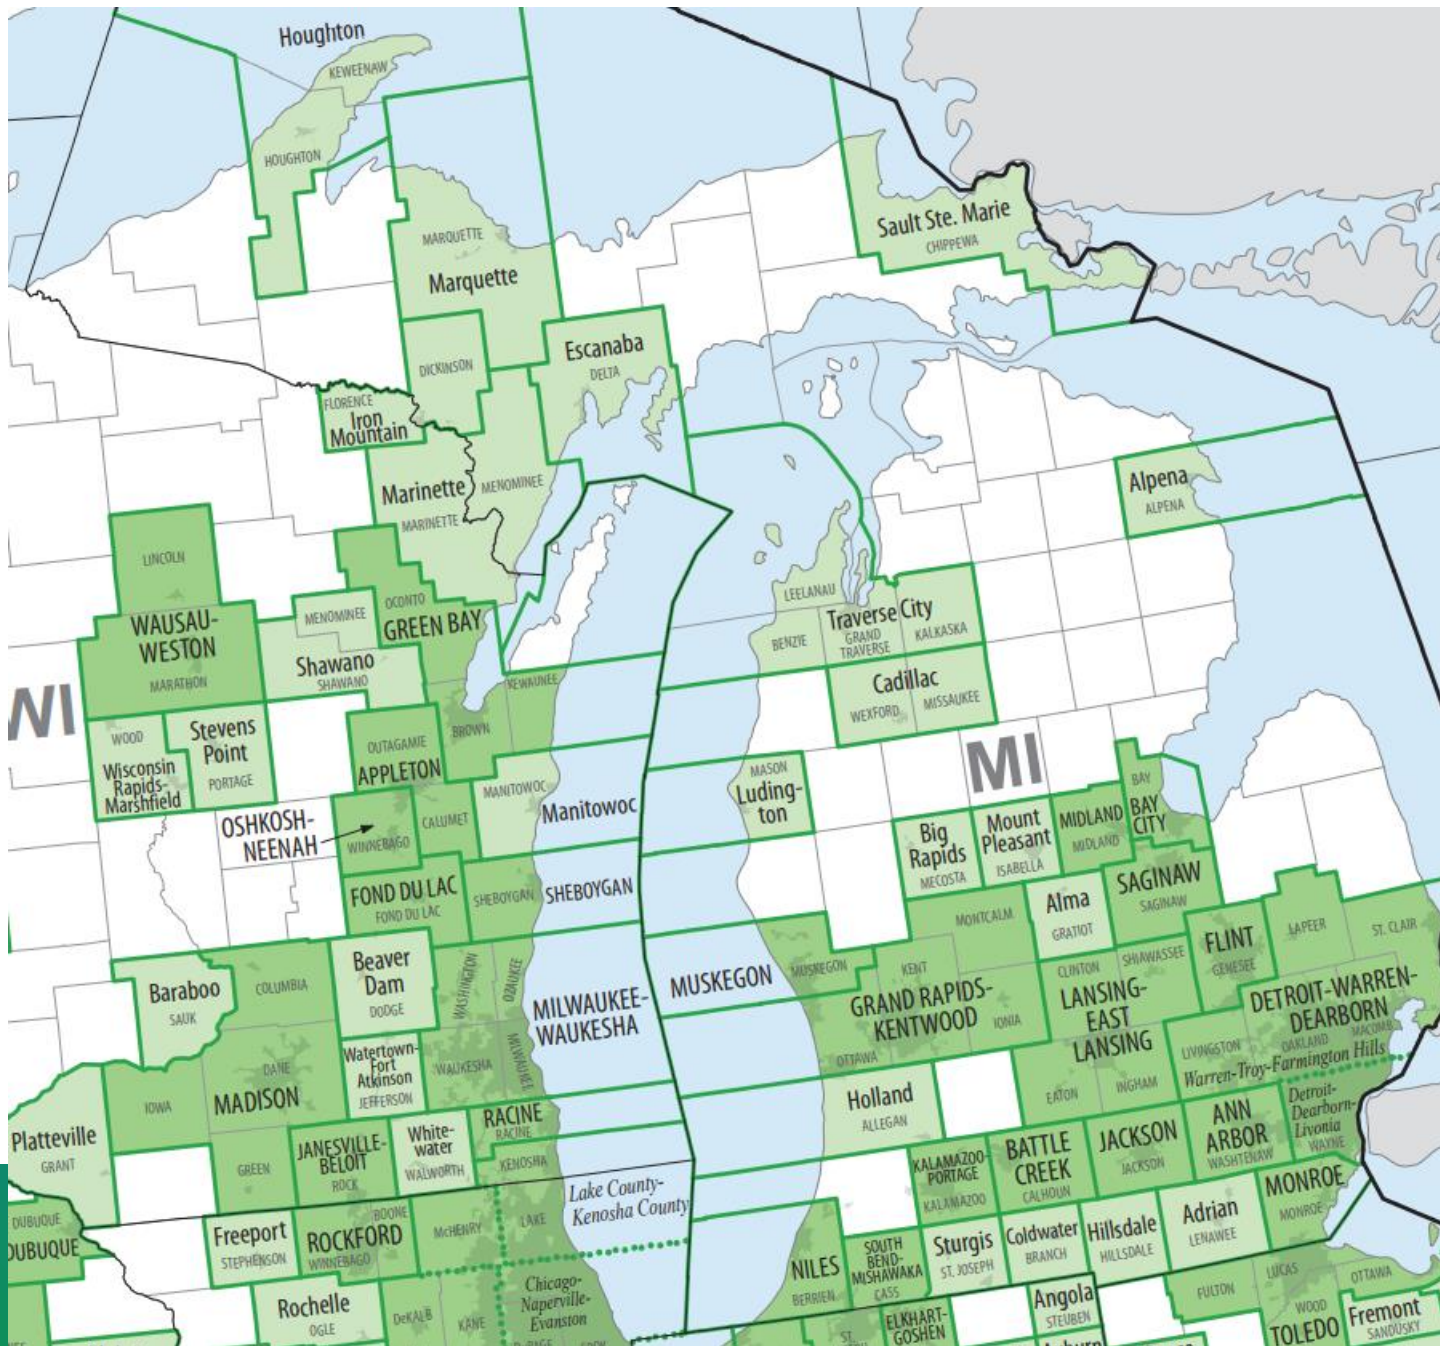 Houghton
KEWEENAW
HOUGHTON
Sault Ste. Marie
CHIPPEWA
MARQUETTE
Marquette
Escanaba
DELTA
DICKINSON
FLORENCE
Iron
Mountain
Marinette
MENOMINEE
MARINETTE
Alpena
ALPENA
LINCOLN
WAUSAU-
WESTON
MARATHON
MENOMINEE
OCONTO
GREEN BAY
Shawano
SHAWANO
LEELANAU
Traverse City
BENZIE
GRAND
TRAVERSE
KALKASKA
Cadillac
WEXFORD
MISSAUKEE
WI
KEWAUNEE
BROWN
WOOD
Stevens
Point
PORTAGE
Wisconsin
Rapids-
Marshfield
OUTAGAMIE
APPLETON
MANITOWOC
Manitowoc
CALUMET
OSHKOSH-
NEENAH
WINNEBAGO
MASON
Luding-
ton
MI
BAY
BAY
CITY
MIDLAND
MIDLAND
Mount
Pleasant
ISABELLA
Big
Rapids
MECOSTA
FOND DU LAC
FOND DU LAC
SHEBOYGAN
SHEBOYGAN
MONTCALM
Alma
GRATIOT
SAGINAW
SAGINAW
FLINT
GENESEE
LAPEER
ST. CLAIR
Baraboo
SAUK
COLUMBIA
Beaver
Dam
DODGE
WASHINGTON
OZAUKEE
MILWAUKEE-
WAUKESHA
MUSKEGON
MUSKEGON
KENT
GRAND RAPIDS-
KENTWOOD
IONIA
OTTAWA
CLINTON
SHIAWASSEE
LANSING-
EAST
LANSING
EATON
INGHAM
DETROIT-WARREN-
DEARBORN
LIVINGSTON
OAKLAND
MACOMB
Warren-Troy-Farmington Hills
Detroit-
Dearborn-
Livonia
WAYNE
DANE
MADISON
IOWA
GREEN
Watertown-
Fort
Atkinson
JEFFERSON
WAUKESHA
MILWAUKEE
Platteville
GRANT
JANESVILLE-
BELOIT
ROCK
White-
water
WALWORTH
RACINE
RACINE
KENOSHA
Holland
ALLEGAN
KALAMAZOO-
PORTAGE
KALAMAZOO
BATTLE
CREEK
CALHOUN
JACKSON
JACKSON
ANN
ARBOR
WASHTENAW
MONROE
MONROE
DUBUQUE
DUBUQUE
Freeport
STEPHENSON
BOONE
ROCKFORD
WINNEBAGO
McHENRY
LAKE
Lake County-
Kenosha County
Chicago-
Naperville-
Evanston
NILES
BERRIEN
SOUTH
BEND-
MISHAWAKA
CASS
Sturgis
ST. JOSEPH
Coldwater
BRANCH
Hillsdale
HILLSDALE
Adrian
LENAWEE
Rochelle
OGLE
DeKALB
KANE
ST.
ELKHART-
GOSHEN
Angola
STEUBEN
FULTON
LUCAS
WOOD
TOLEDO
OTTAWA
Fremont
SANDUSKY